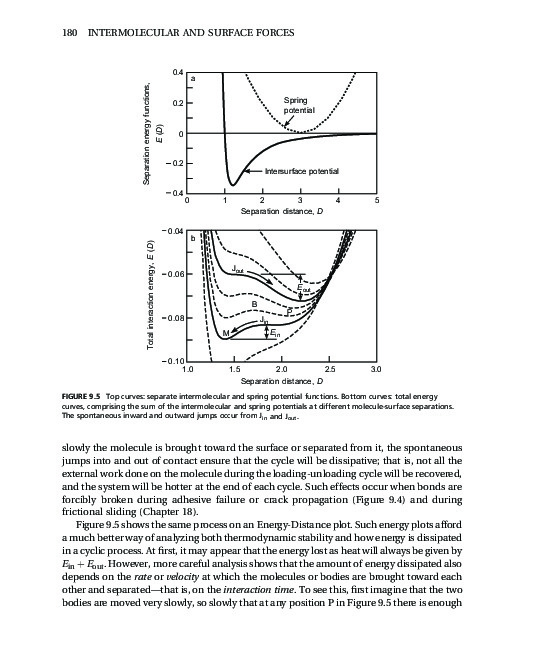 180 INTERMOLECULAR AND SURFACE FORCES
0.4
a
0.2
Spring
potential
Separation energy functions,
E (D)
0
−0.2
Intersurface potential
−0.4
0 1 2 3 4 5
Separation distance, D
−0.04
b
J out
−0.06
E out
Total interaction energy, E (D)
B
P
−0.08
J in
M
E in
−0.10
1.0 1.5 2.0 2.5 3.0
Separation distance, D
FIGURE 9.5 Top curves: separate intermolecular and spring potential functions. Bottom curves: total energy
curves, comprising the sum of the intermolecular and spring potentials at different molecule-surface separations.
The spontaneous inward and outward jumps occur from Jin and Jout.
slowly the molecule is brought toward the surface or separated from it, the spontaneous
jumps into and out of contact ensure that the cycle will be dissipative; that is, not all the
external work done on the molecule during the loading-unloading cycle will be recovered,
and the system will be hotter at the end of each cycle. Such effects occur when bonds are
forcibly broken during adhesive failure or crack propagation (Figure 9.4) and during
frictional sliding (Chapter 18).
Figure 9.5 shows the same process on an Energy-Distance plot. Such energy plots afford
a much better way of analyzing both thermodynamic stability and how energy is dissipated
in a cyclic process. At first, it may appear that the energy lost as heat will always be given by
Ein + Eout. However, more careful analysis shows that the amount of energy dissipated also
depends on the rate or velocity at which the molecules or bodies are brought toward each
other and separated—that is, on the interaction time. To see this, first imagine that the two
bodies are moved very slowly, so slowly that at any position P in Figure 9.5 there is enough